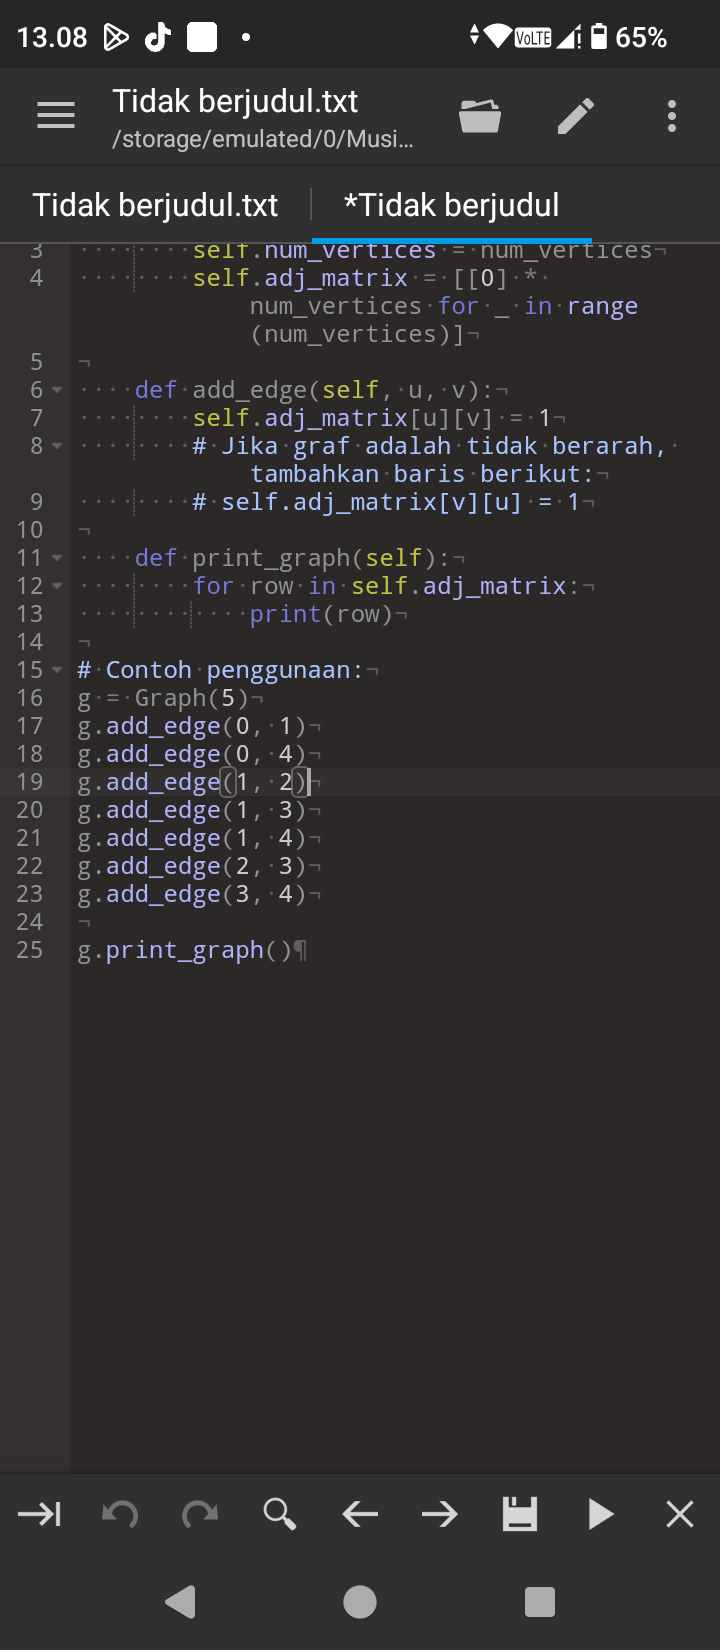 13.08 VoLTE 65%
Tidak berjudul.txt
/storage/emulated/0/Musi...
Tidak berjudul.txt *Tidak berjudul
3 self.num_vertices = num_vertices
4 self.adj_matrix = [[0] *
num_vertices for _ in range
(num_vertices)]
5
6 def add_edge(self, u, v):
7 self.adj_matrix[u][v] = 1
8 # Jika graf adalah tidak berarah,
tambahkan baris berikut:
9 # self.adj_matrix[v][u] = 1
10
11 def print_graph(self):
12 for row in self.adj_matrix:
13 print(row)
14
15 # Contoh penggunaan:
16 g = Graph(5)
17 g.add_edge(0, 1)
18 g.add_edge(0, 4)
19 g.add_edge(1, 2)
20 g.add_edge(1, 3)
21 g.add_edge(1, 4)
22 g.add_edge(2, 3)
23 g.add_edge(3, 4)
24
25 g.print_graph()